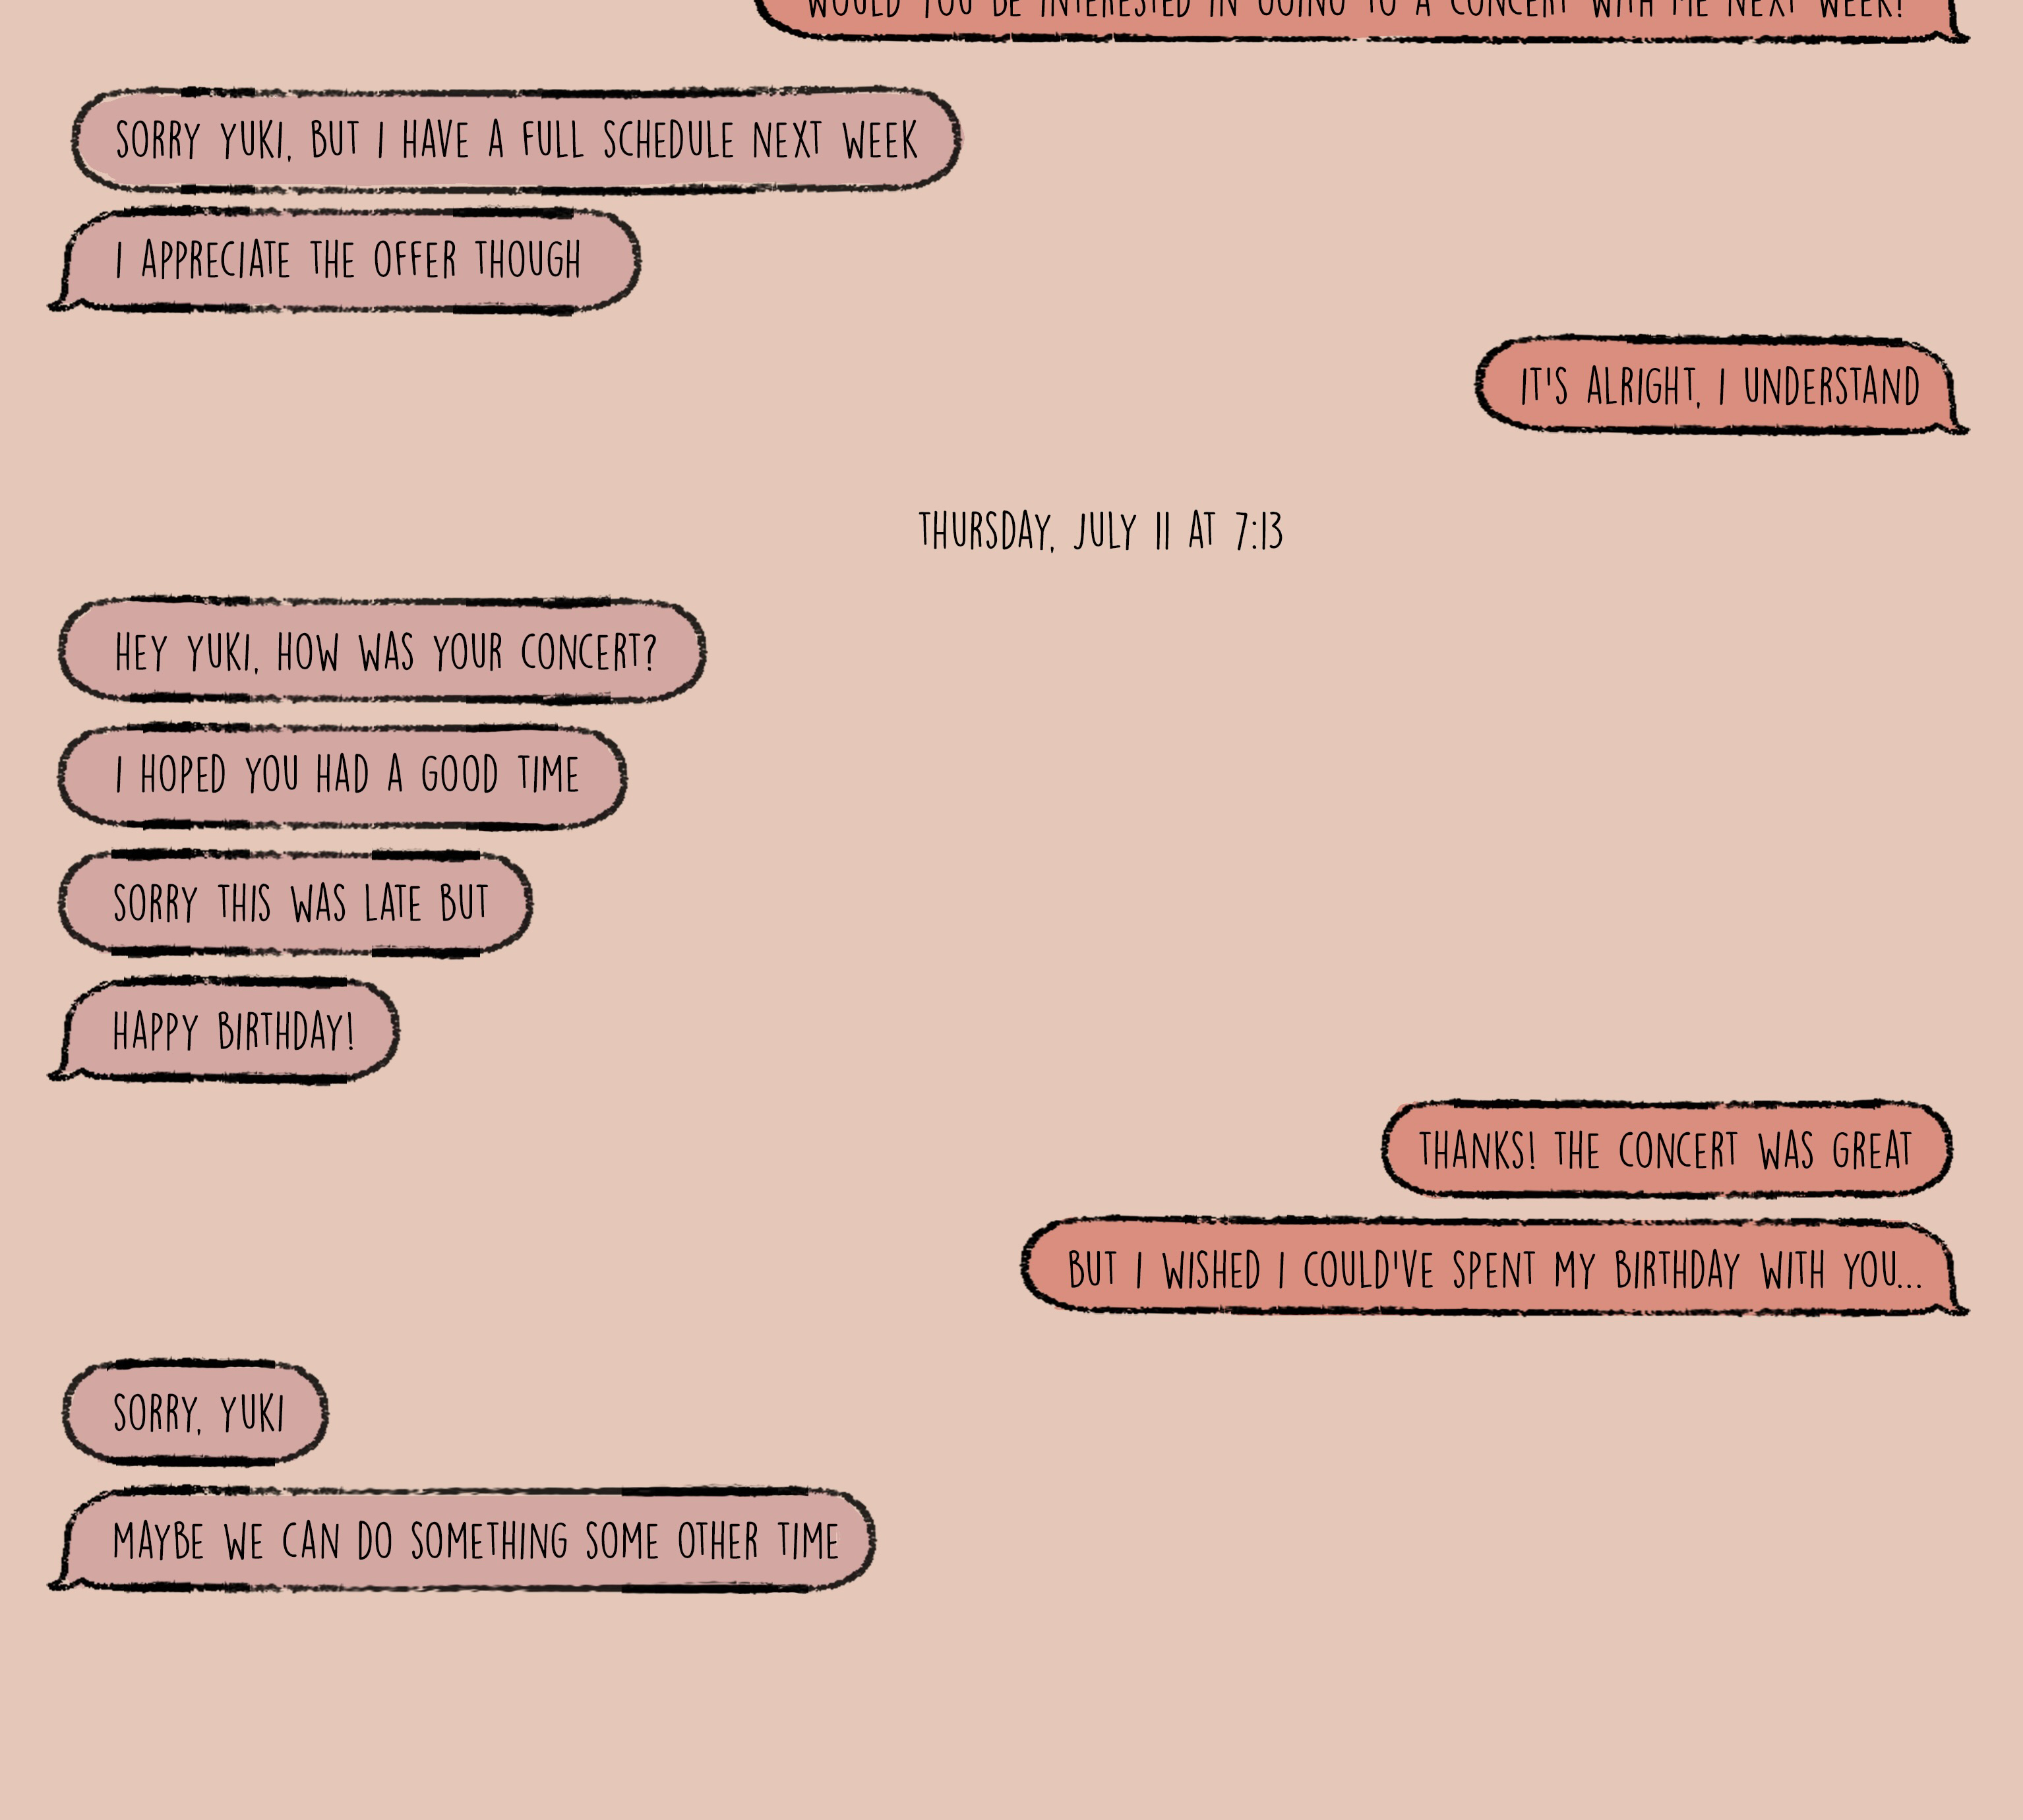 WOULD YOU BE INTERESTED IN GOING TO A CONCERT WITH ME NEXT WEEK?
SORRY YUKI, BUT I HAVE A FULL SCHEDULE NEXT WEEK
I APPRECIATE THE OFFER THOUGH
IT'S ALRIGHT, I UNDERSTAND
THURSDAY, JULY 11 AT 7:13
HEY YUKI, HOW WAS YOUR CONCERT?
I HOPED YOU HAD A GOOD TIME
SORRY THIS WAS LATE BUT
HAPPY BIRTHDAY!
THANKS! THE CONCERT WAS GREAT
BUT I WISHED I COULD'VE SPENT MY BIRTHDAY WITH YOU...
SORRY, YUKI
MAYBE WE CAN DO SOMETHING SOME OTHER TIME